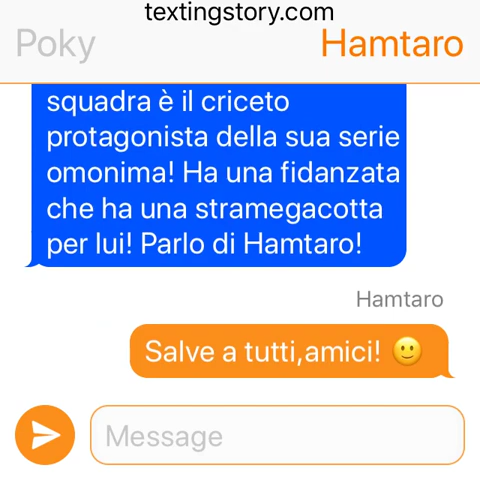 textingstory.com
Poky
Hamtaro
squadra è il criceto
protagonista della sua serie
omonima! Ha una fidanzata
che ha una stramegacotta
per lui! Parlo di Hamtaro!
Hamtaro
Salve a tutti,amici! 🙂
Message